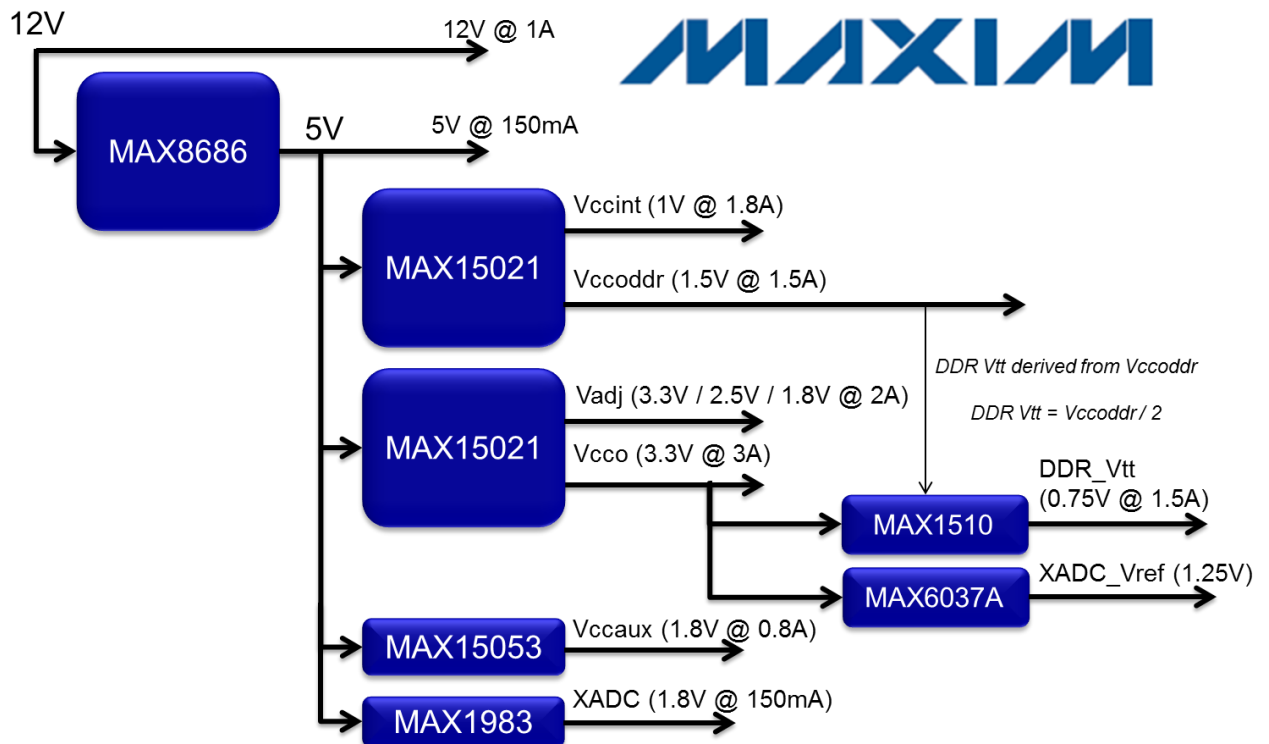 12V
12V @ 1A
MAXIM
MAX8686
5V
5V @ 150mA
MAX15021
Vccint (1V @ 1.8A)
Vccoddr (1.5V @ 1.5A)
DDR Vtt derived from Vccoddr
DDR Vtt = Vccoddr / 2
MAX15021
Vadj (3.3V / 2.5V / 1.8V @ 2A)
Vcco (3.3V @ 3A)
MAX1510
DDR_Vtt
(0.75V @ 1.5A)
MAX6037A
XADC_Vref (1.25V)
MAX15053
Vccaux (1.8V @ 0.8A)
MAX1983
XADC (1.8V @ 150mA)